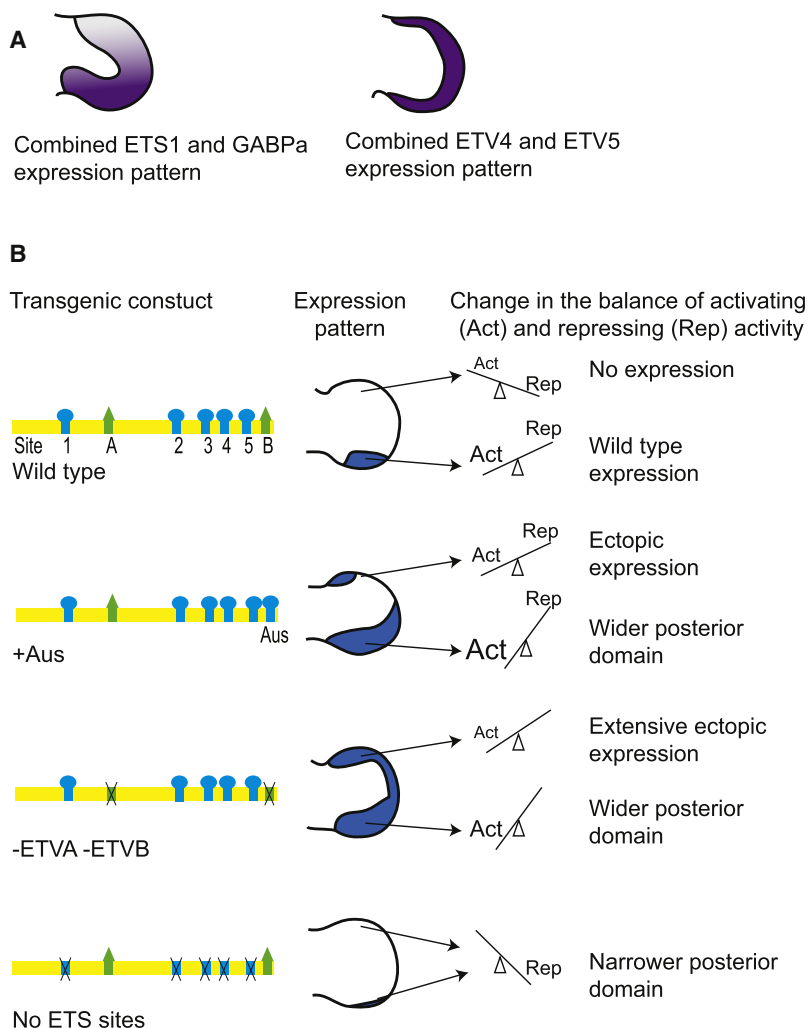 A
Combined ETS1 and GABPa
expression pattern
Combined ETV4 and ETV5
expression pattern
B
Transgenic constuct
Expression
pattern
Change in the balance of activating
(Act) and repressing (Rep) activity
Act
Rep
No expression
Site 1 A 2 3 4 5 B
Wild type
Rep
Act
Wild type
expression
Rep
Act
Ectopic
expression
Aus
+Aus
Rep
Act
Wider posterior
domain
Act
Extensive ectopic
expression
-ETVA -ETVB
Act
Wider posterior
domain
Rep
Narrower posterior
domain
No ETS sites